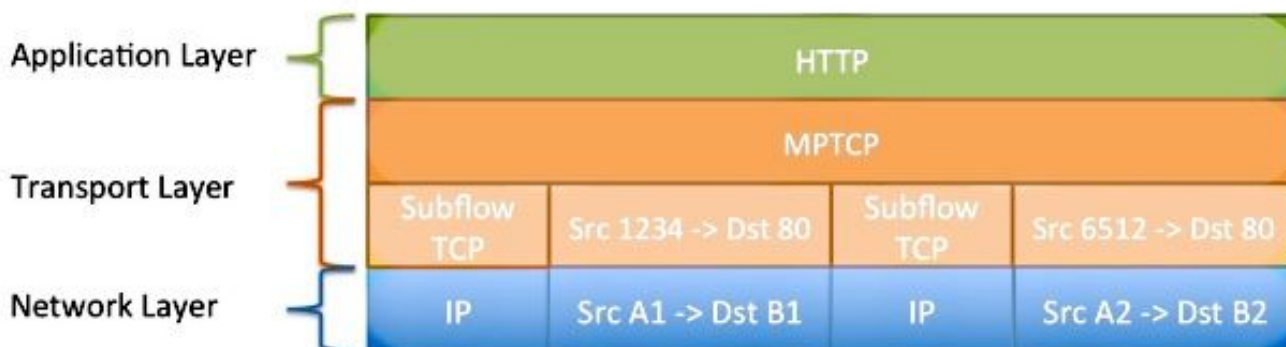 Application Layer
HTTP
MPTCP
Transport Layer
Subflow TCP
Src 1234 -> Dst 80
Subflow TCP
Src 6512 -> Dst 80
Network Layer
IP
Src A1 -> Dst B1
IP
Src A2 -> Dst B2